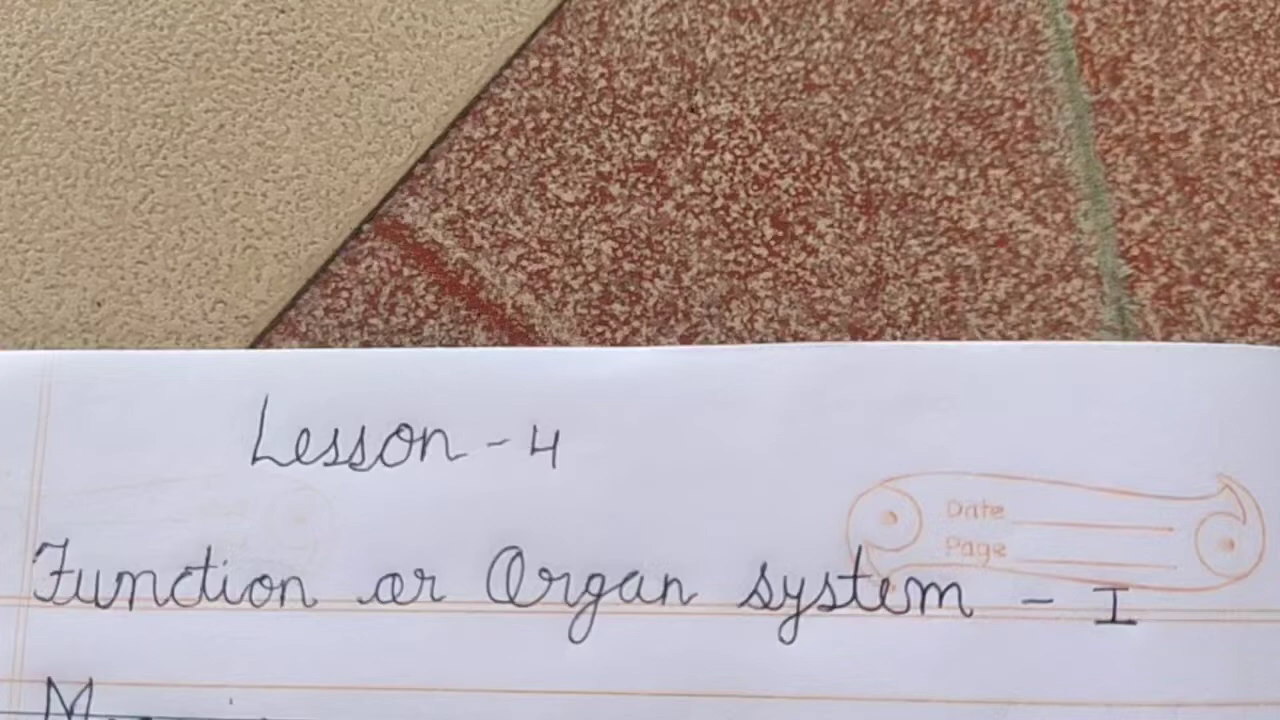 Lesson - 4
Date
Page
Function or Organ system - I